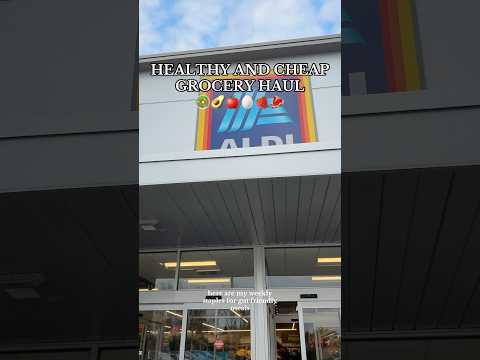 HEALTHY AND CHEAP
GROCERY HAUL
🥝🥑🍎🥚🍓🥩
ALDI
here are my weekly
staples for gut friendly
meals